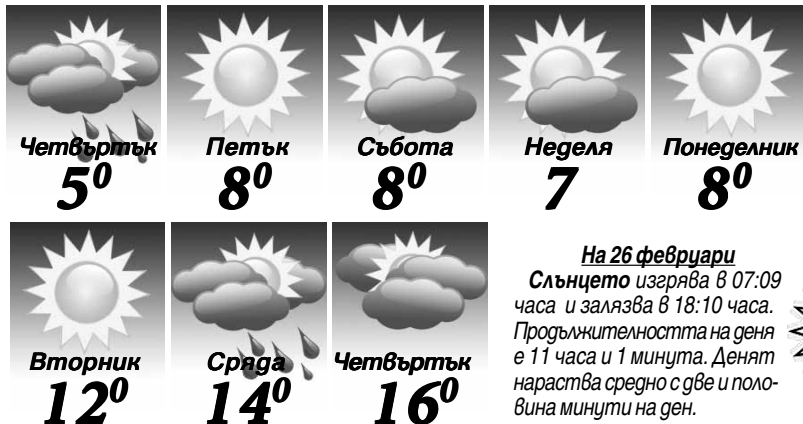 Четвъртък Петък Събота Неделя Понеделник
5⁰ 8⁰ 8⁰ 7 8⁰
Вторник Сряда Четвъртък
12⁰ 14⁰ 16⁰
На 26 февруари
Слънцето изгрява в 07:09
часа и залязва в 18:10 часа.
Продължителността на деня
е 11 часа и 1 минута. Денят
нараства средно с две и поло-
вина минути на ден.